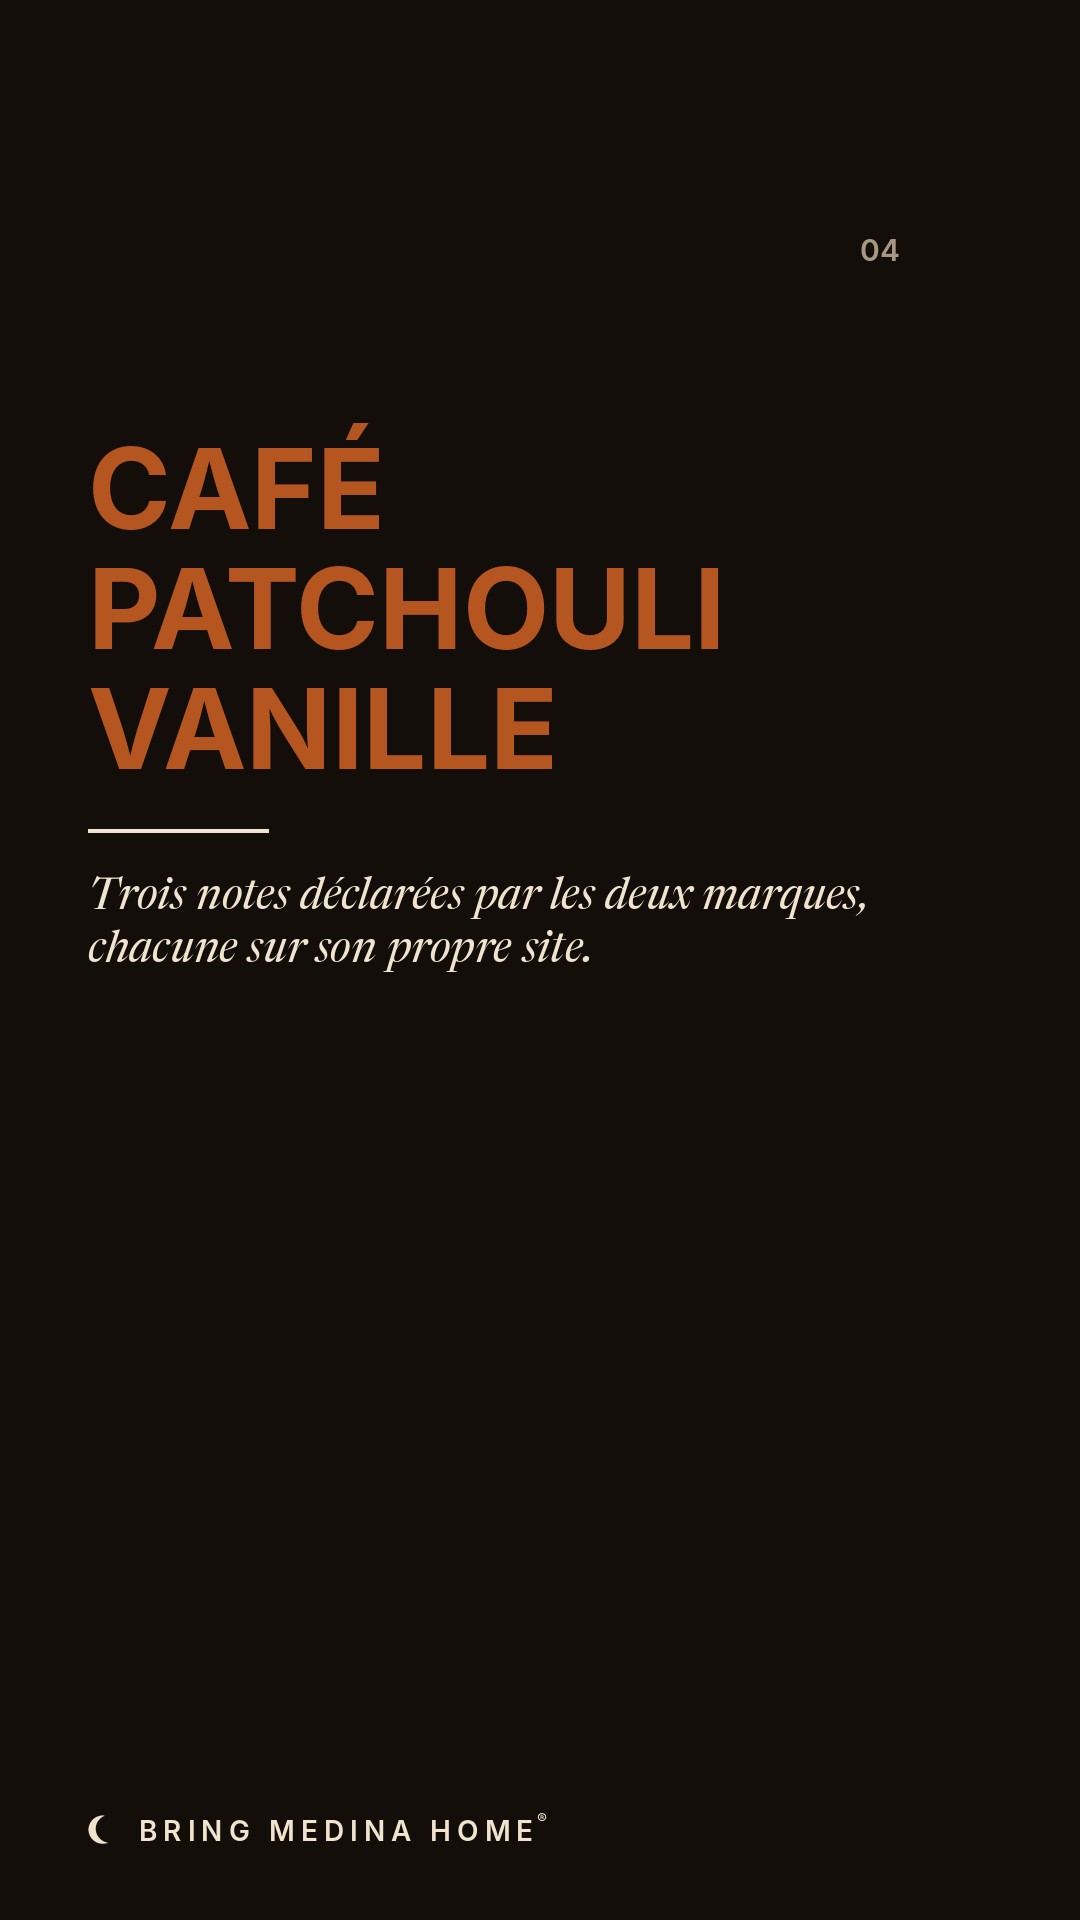 04
CAFÉ
PATCHOULI
VANILLE
Trois notes déclarées par les deux marques,
chacune sur son propre site.
BRING MEDINA HOME®